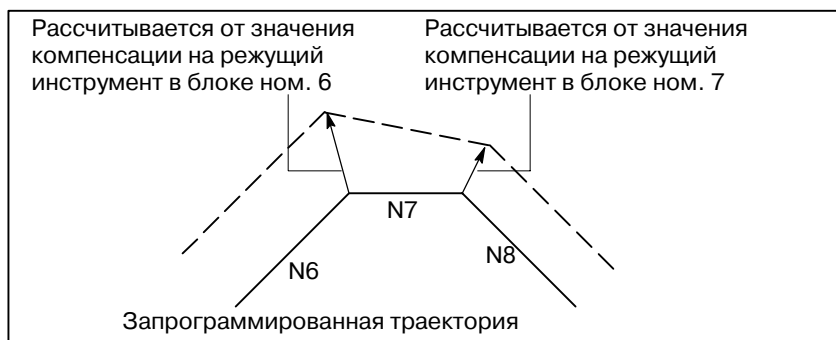 Рассчитывается от значения
компенсации на режущий
инструмент в блоке ном. 6
Рассчитывается от значения
компенсации на режущий
инструмент в блоке ном. 7
N7
N6
N8
Запрограммированная траектория